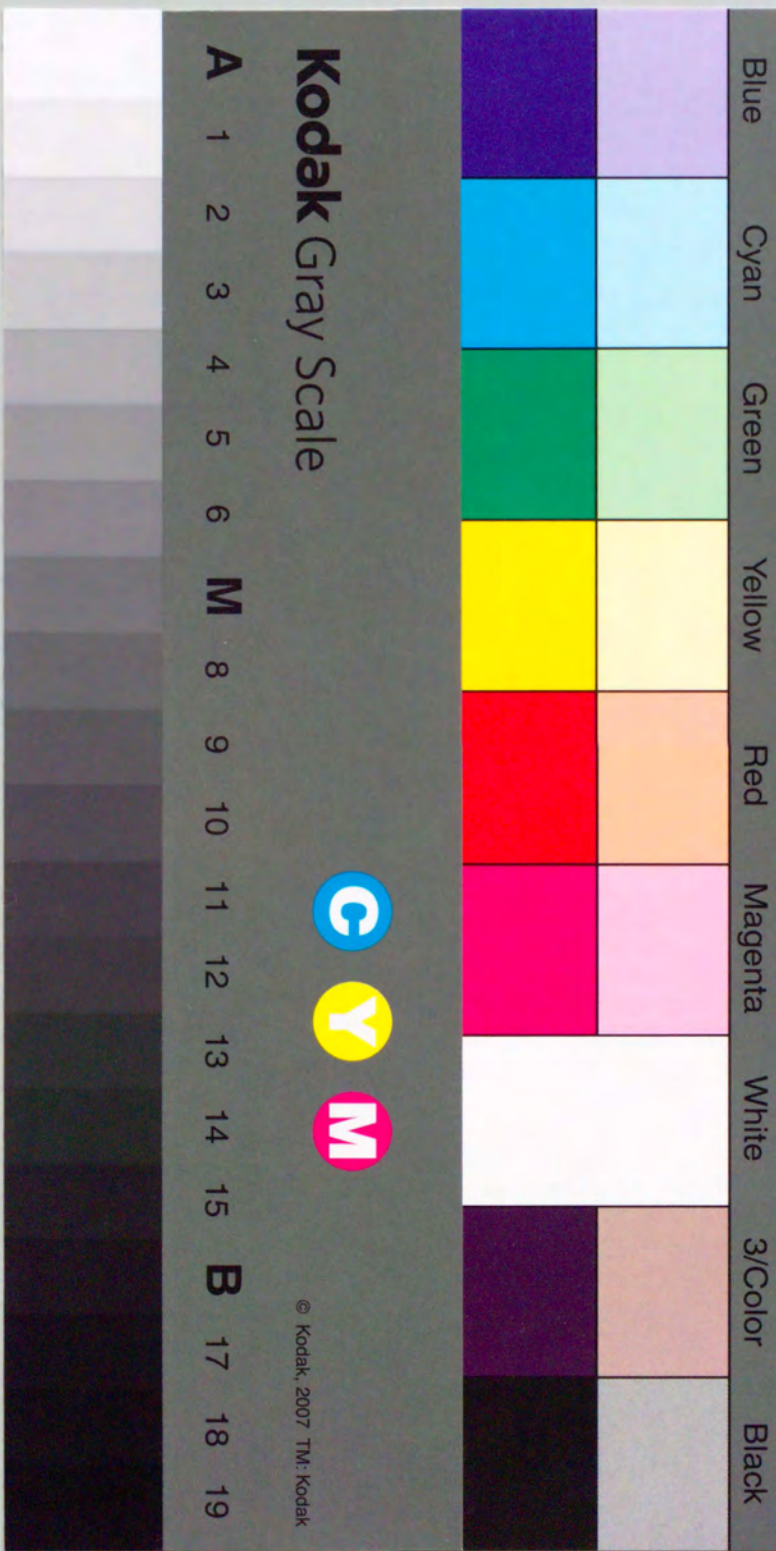 Blue Cyan Green Yellow Red Magenta White 3/Color Black
Kodak Gray Scale
C Y M
© Kodak, 2007 TM: Kodak
A 1 2 3 4 5 6 M 8 9 10 11 12 13 14 15 B 17 18 19